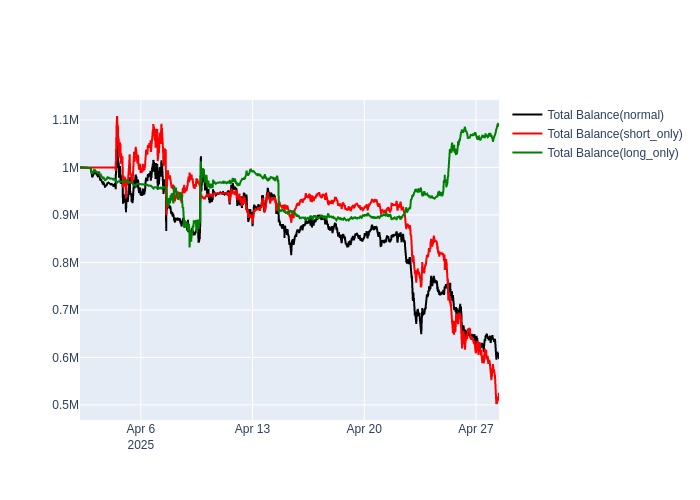 1.1M
1M
0.9M
0.8M
0.7M
0.6M
0.5M
Apr 6
2025
Apr 13
Apr 20
Apr 27
Total Balance(normal)
Total Balance(short_only)
Total Balance(long_only)